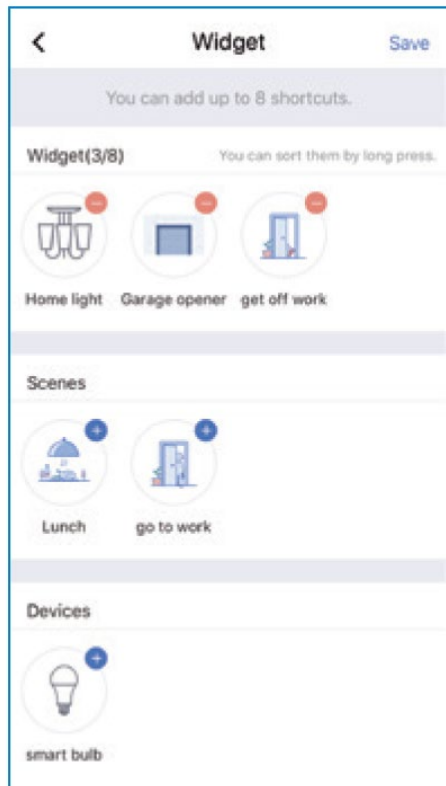 Widget
Save
You can add up to 8 shortcuts.
Widget(3/8)
You can sort them by long press.
Home light
Garage opener
get off work
Scenes
Lunch
go to work
Devices
smart bulb